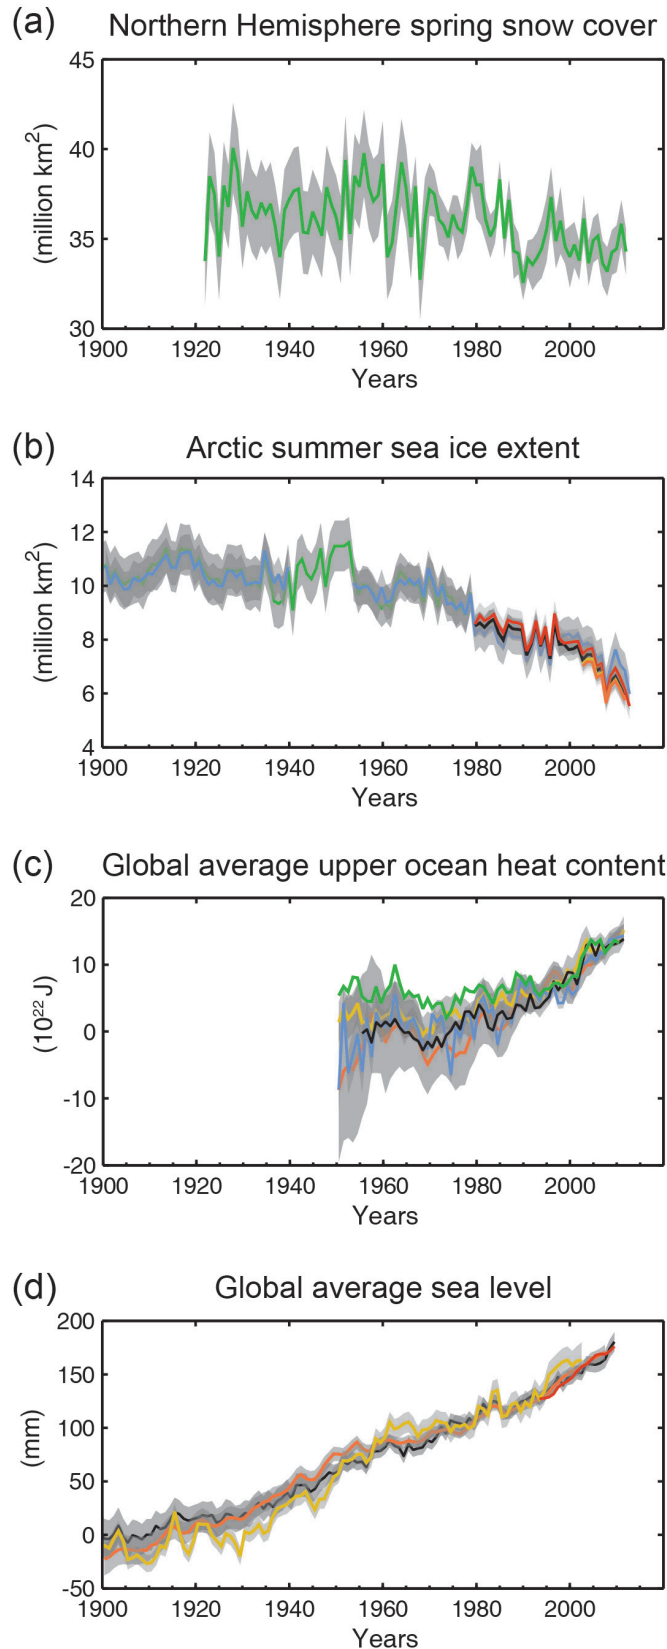 (a) Northern Hemisphere spring snow cover
45
40
35
30
(million km²)
1900 1920 1940 1960 1980 2000
Years
(b) Arctic summer sea ice extent
14
12
10
8
6
4
(million km²)
1900 1920 1940 1960 1980 2000
Years
(c) Global average upper ocean heat content
20
10
0
-10
-20
(10²² J)
1900 1920 1940 1960 1980 2000
Years
(d) Global average sea level
200
150
100
50
0
-50
(mm)
1900 1920 1940 1960 1980 2000
Years